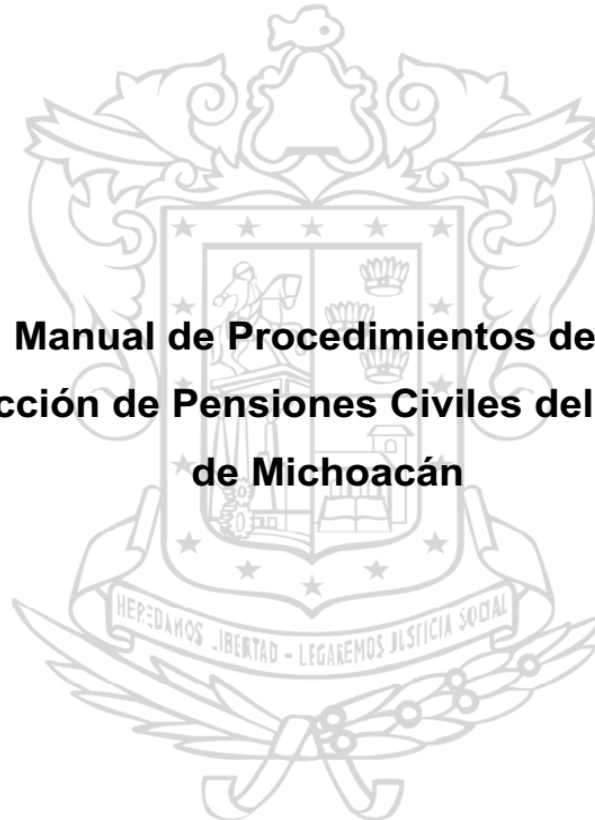 Manual de Procedimientos de
cción de Pensiones Civiles del
de Michoacán
HEREDAMOS LIBERTAD - LEGAREMOS JUSTICIA SOCIAL